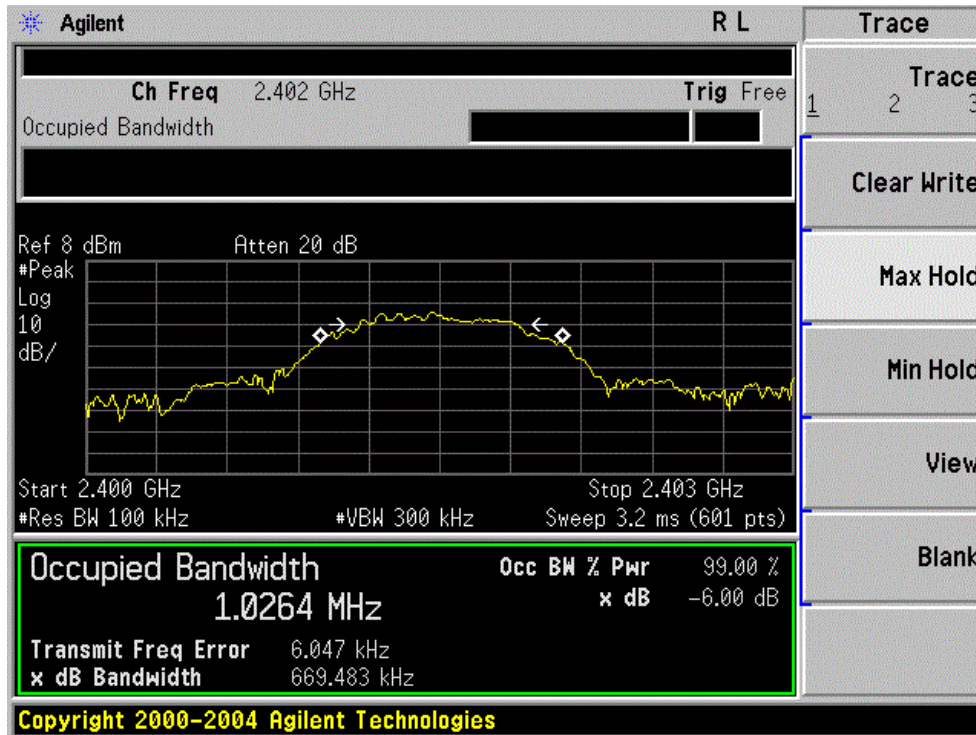 Agilent R L Trace
Ch Freq 2.402 GHz Trig Free
Occupied Bandwidth
Trace
1 2 3
Clear Write
Max Hold
Min Hold
View
Blank
Ref 8 dBm Atten 20 dB
#Peak
Log
10
dB/
Start 2.400 GHz Stop 2.403 GHz
#Res BW 100 kHz #VBW 300 kHz Sweep 3.2 ms (601 pts)
Occupied Bandwidth Occ BW % Pwr 99.00 %
1.0264 MHz x dB -6.00 dB
Transmit Freq Error 6.047 kHz
x dB Bandwidth 669.483 kHz
Copyright 2000-2004 Agilent Technologies